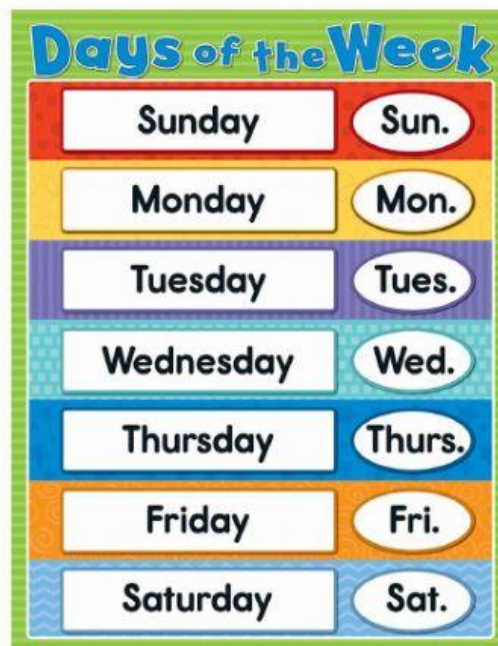 Days of the Week
Sunday Sun.
Monday Mon.
Tuesday Tues.
Wednesday Wed.
Thursday Thurs.
Friday Fri.
Saturday Sat.